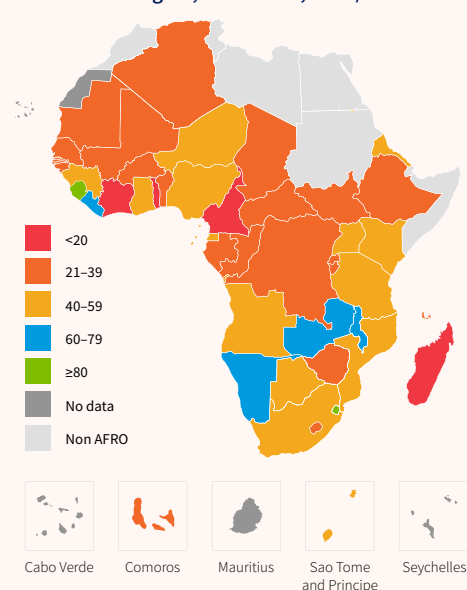 <20
21–39
40–59
60–79
≥80
No data
Non AFRO
Cabo Verde
Comoros
Mauritius
Sao Tome
and Principe
Seychelles